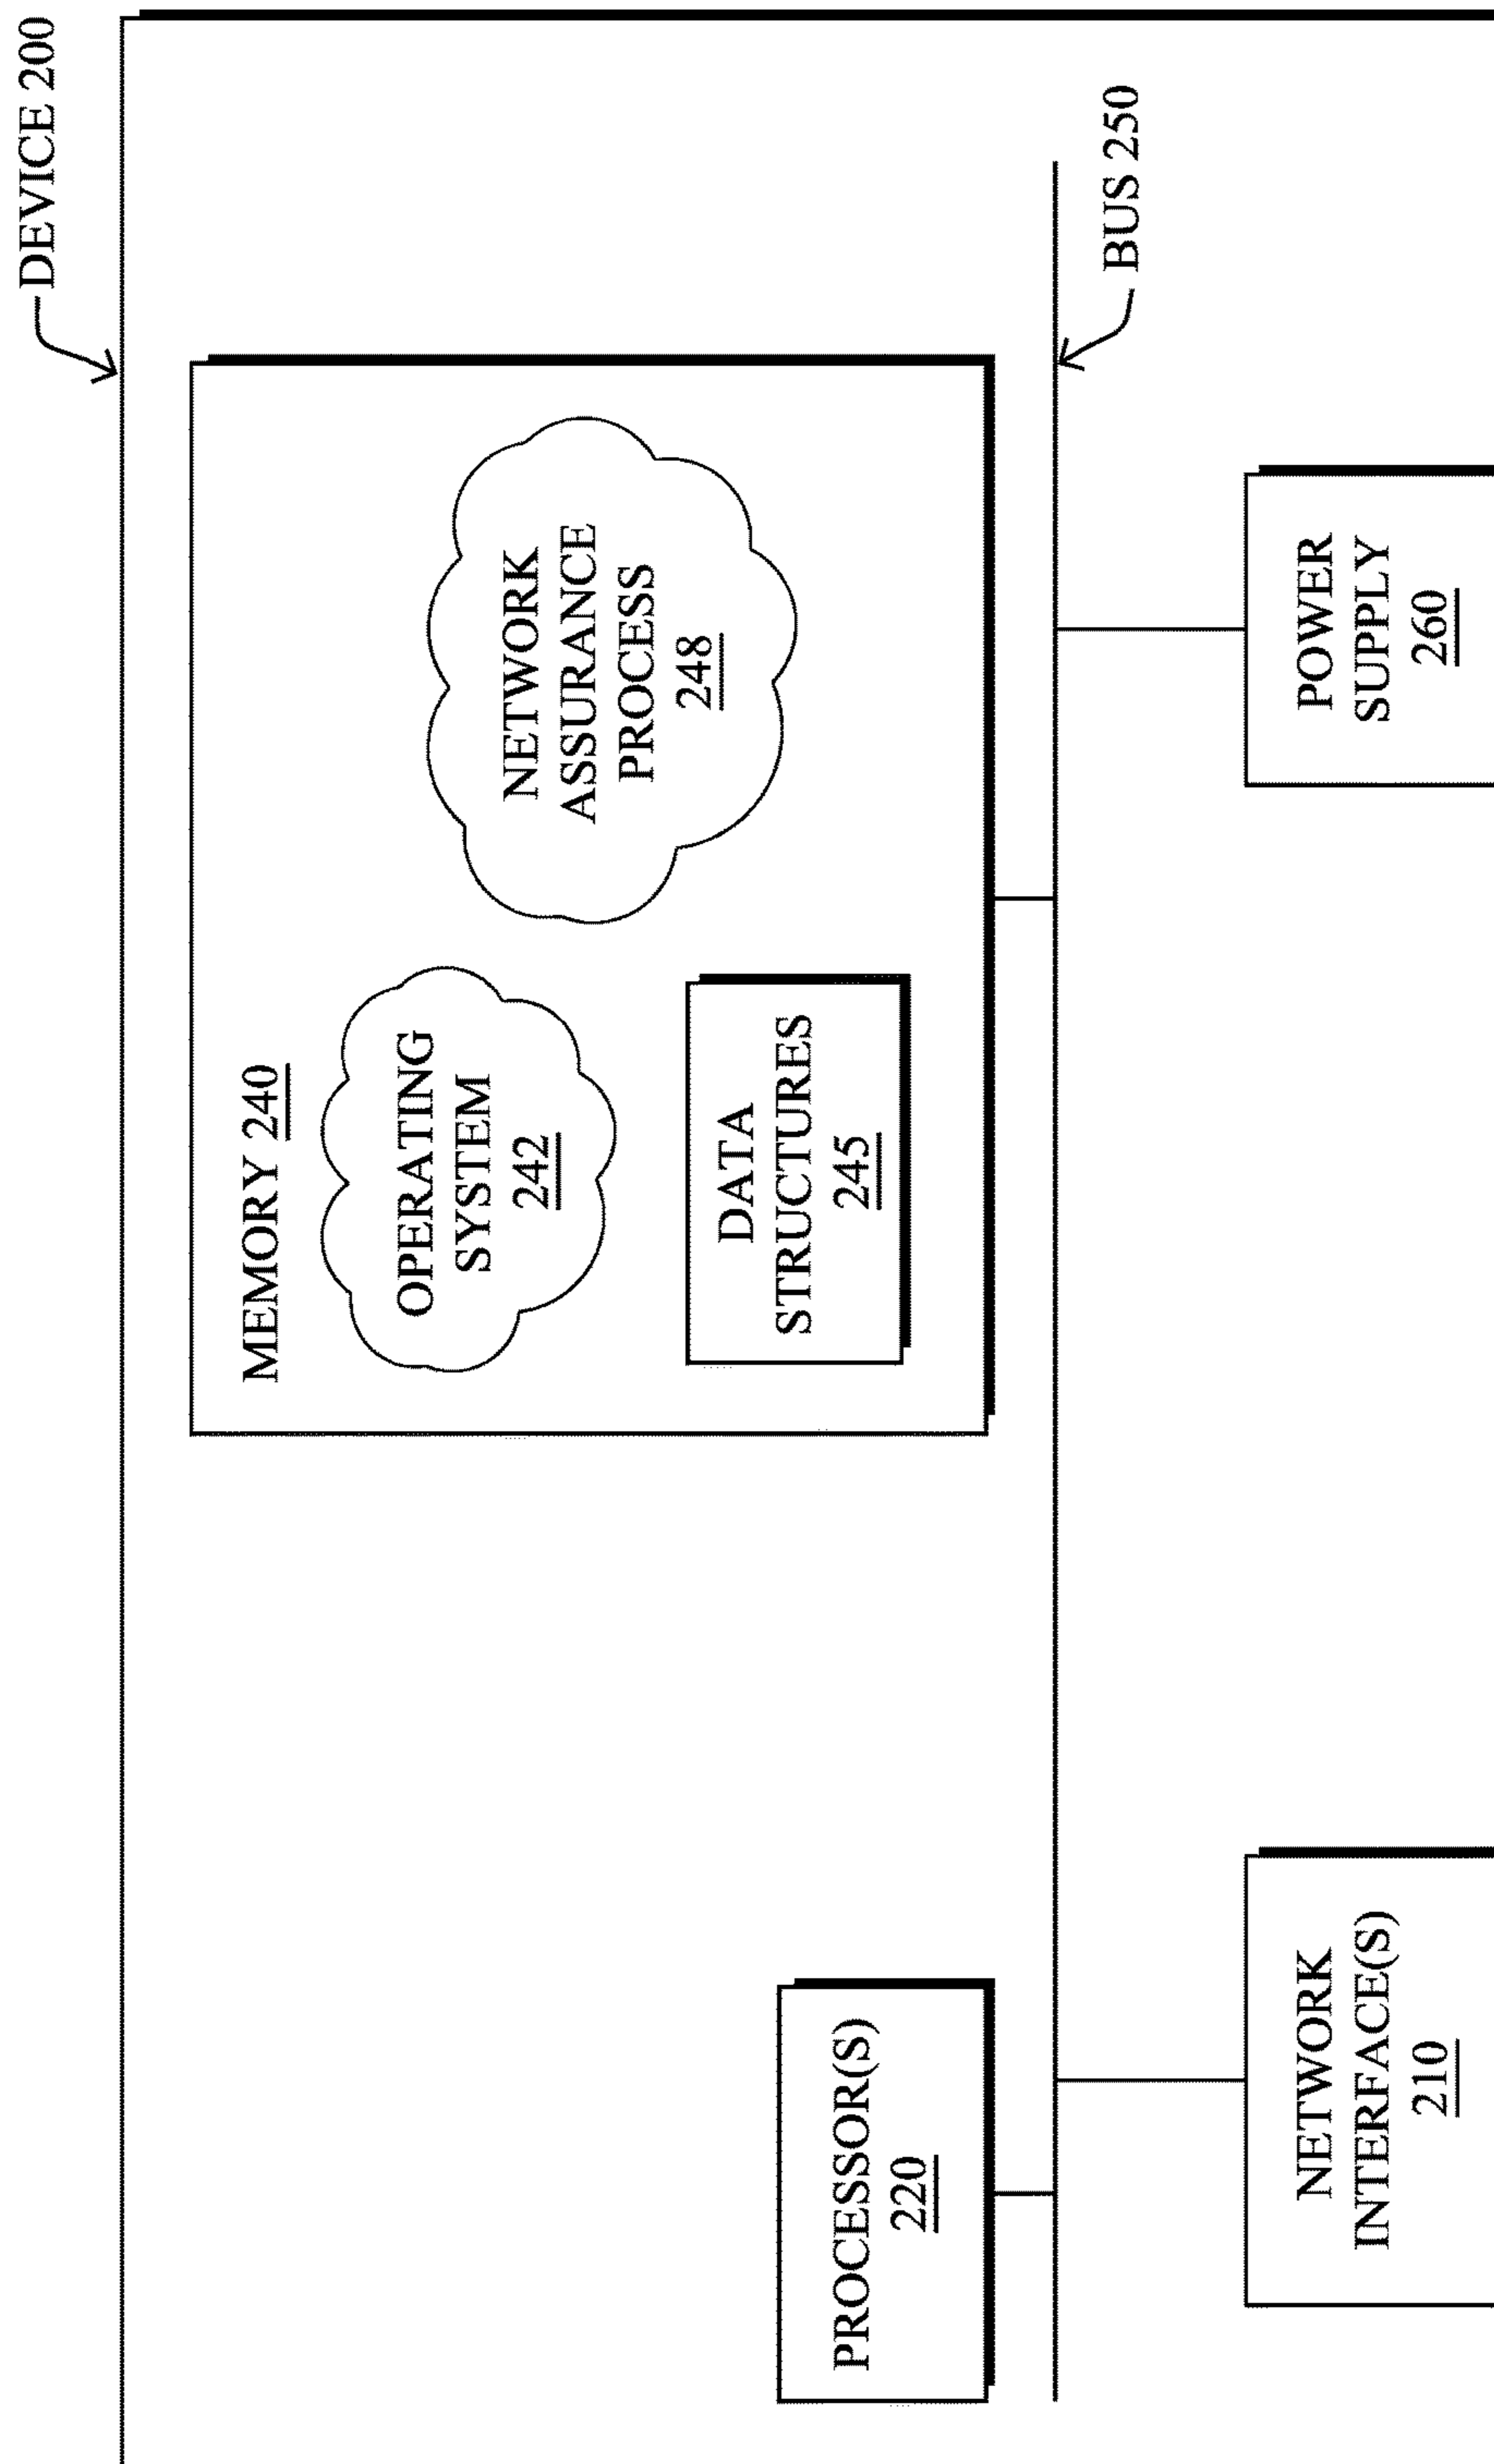 DEVICE 200
MEMORY 240
OPERATING
SYSTEM
242
DATA
STRUCTURES
245
NETWORK
ASSURANCE
PROCESS
248
PROCESSOR(S)
220
BUS 250
NETWORK
INTERFACE(S)
210
POWER
SUPPLY
260